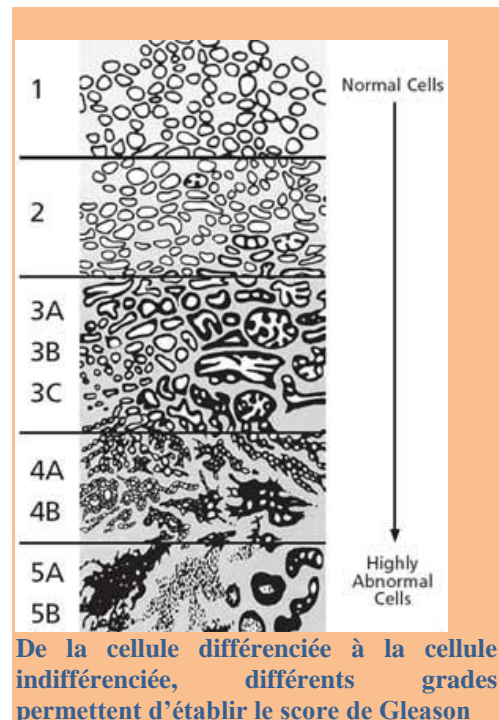 1
Normal Cells
2
3A
3B
3C
4A
4B
5A
5B
Highly
Abnormal
Cells
De la cellule différenciée à la cellule
indifférenciée, différents grades
permettent d'établir le score de Gleason